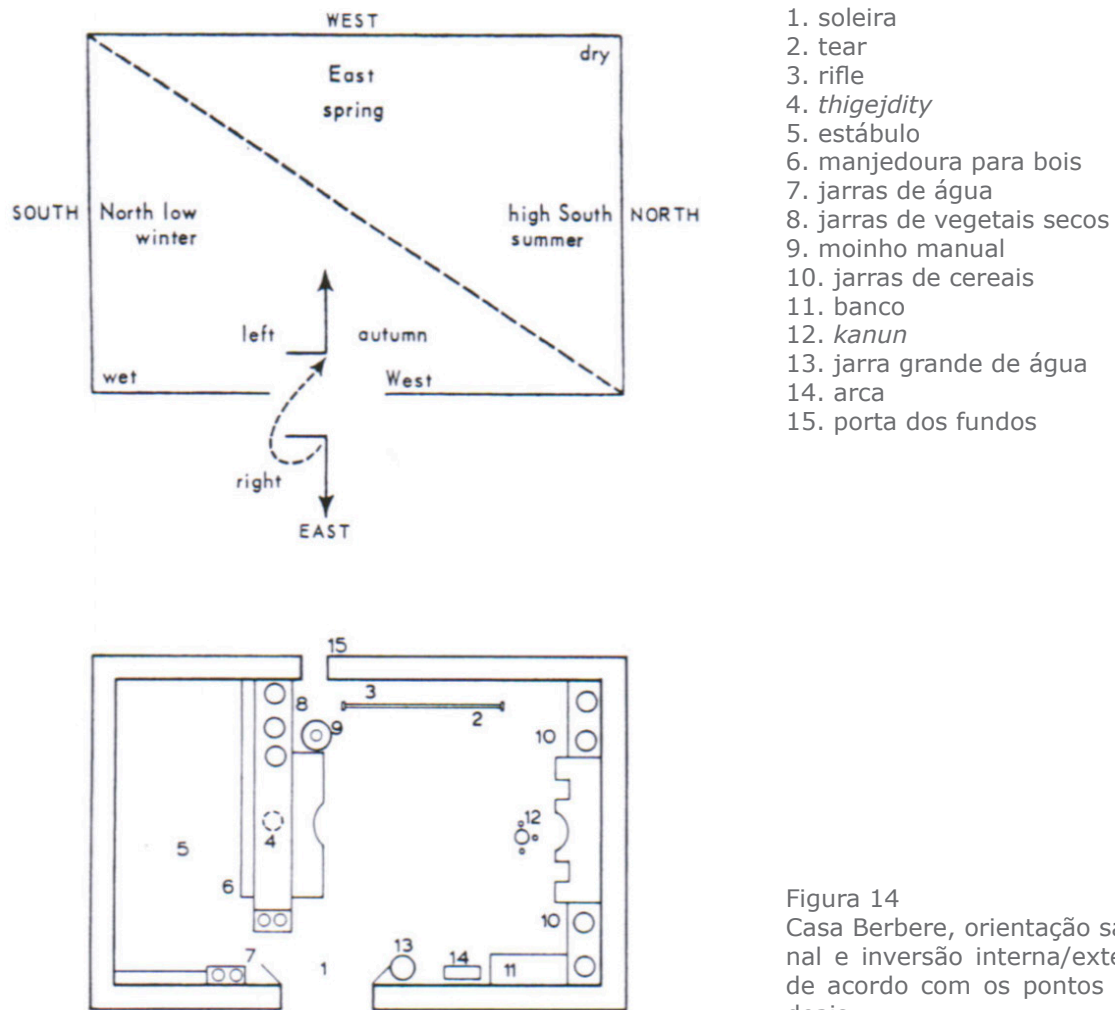 WEST
dry
East
spring
SOUTH
North low
winter
high South
summer
NORTH
left
autumn
wet
West
right
EAST
1. soleira
2. tear
3. rifle
4. thigejdity
5. estábulo
6. manjedoura para bois
7. jarras de água
8. jarras de vegetais secos
9. moinho manual
10. jarras de cereais
11. banco
12. kanun
13. jarra grande de água
14. arca
15. porta dos fundos
15
3
8
2
9
10
12
4
5
6
10
7
13
14
1
11
Figura 14
Casa Berbere, orientação
nal e inversão
de acordo com os pontos